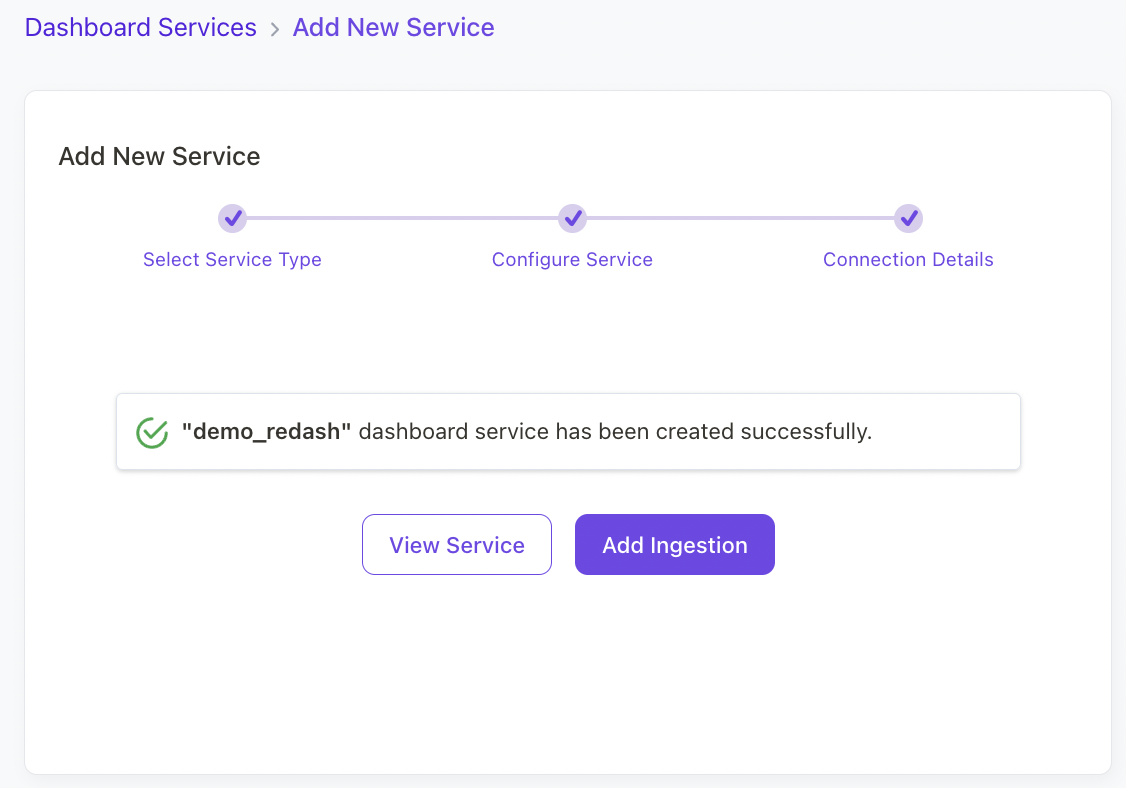 Dashboard Services > Add New Service
Add New Service
Select Service Type
Configure Service
Connection Details
"demo_redash" dashboard service has been created successfully.
View Service
Add Ingestion